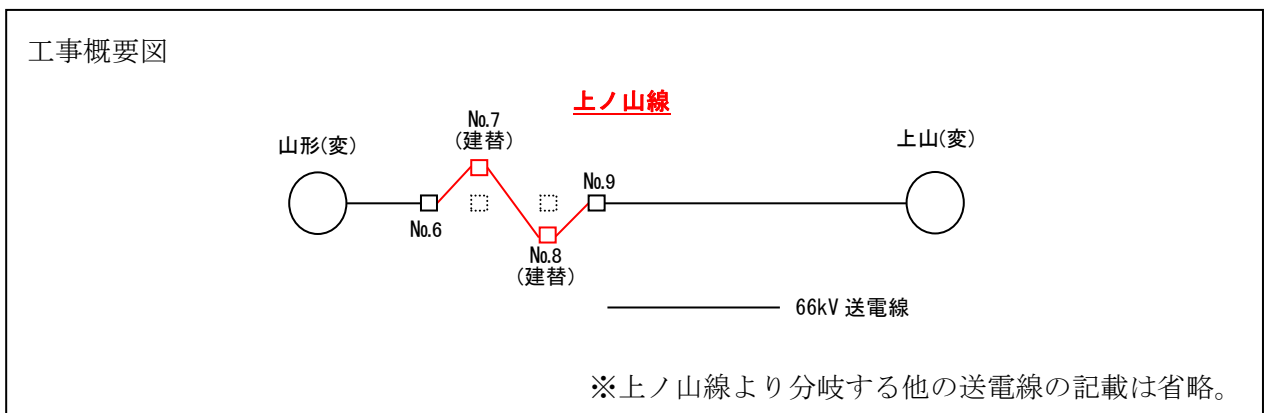 工事概要図
上ノ山線
No.7
(建替)
山形(変)
上山(変)
No.9
No.6
No.8
(建替)
66kV 送電線
※上ノ山線より分岐する他の送電線の記載は省略。